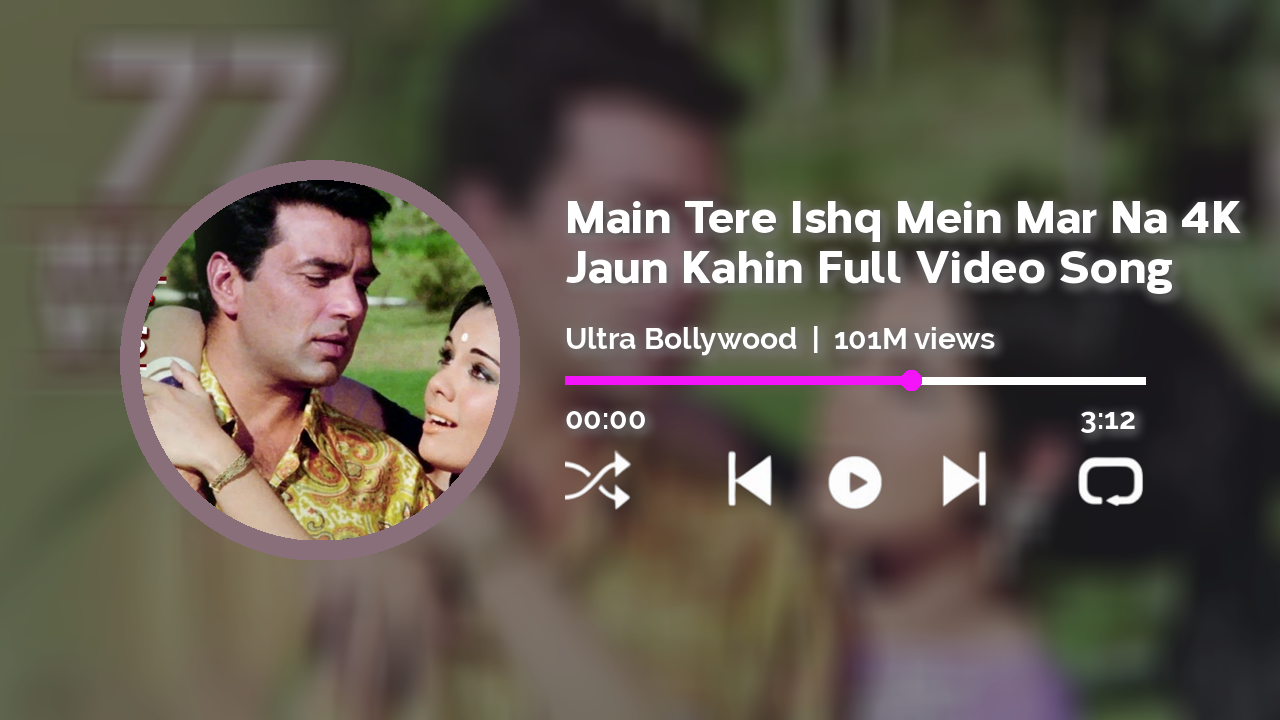 77
Main Tere Ishq Mein Mar Na 4K
Jaun Kahin Full Video Song
Ultra Bollywood | 101M views
00:00
3:12